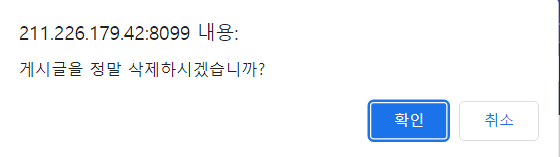 211.226.179.42:8099 내용:
게시글을 정말 삭제하시겠습니까?
확인 취소